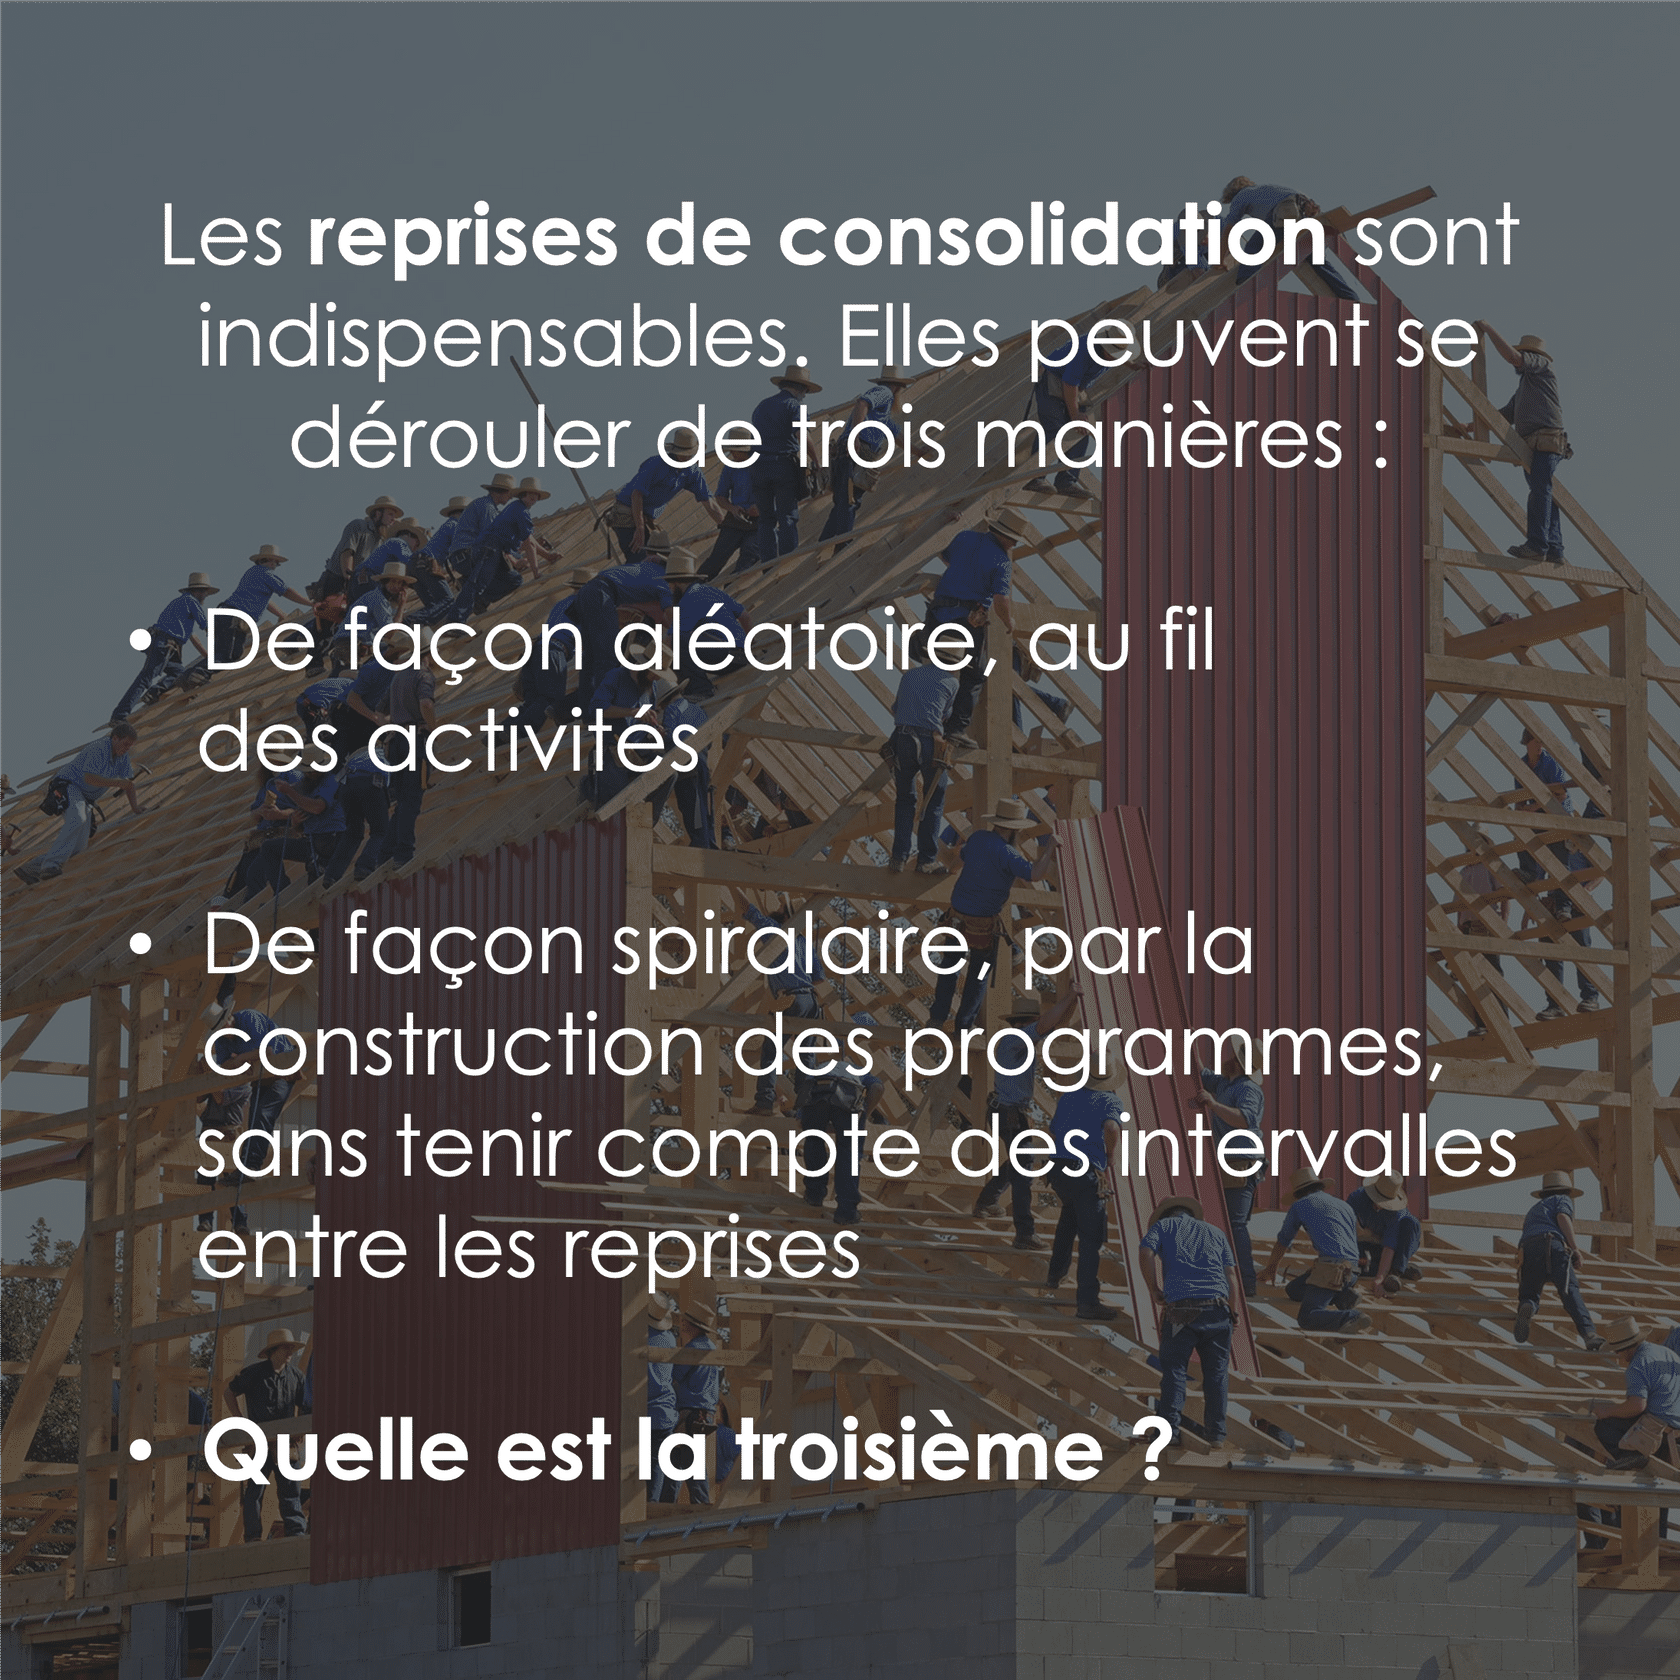 Les reprises de consolidation sont
indispensables. Elles peuvent se
dérouler de trois manières :
• De façon aléatoire, au fil
des activités
• De façon spiralaire, par la
construction des programmes,
sans tenir compte des intervalles
entre les reprises
• Quelle est la troisième ?